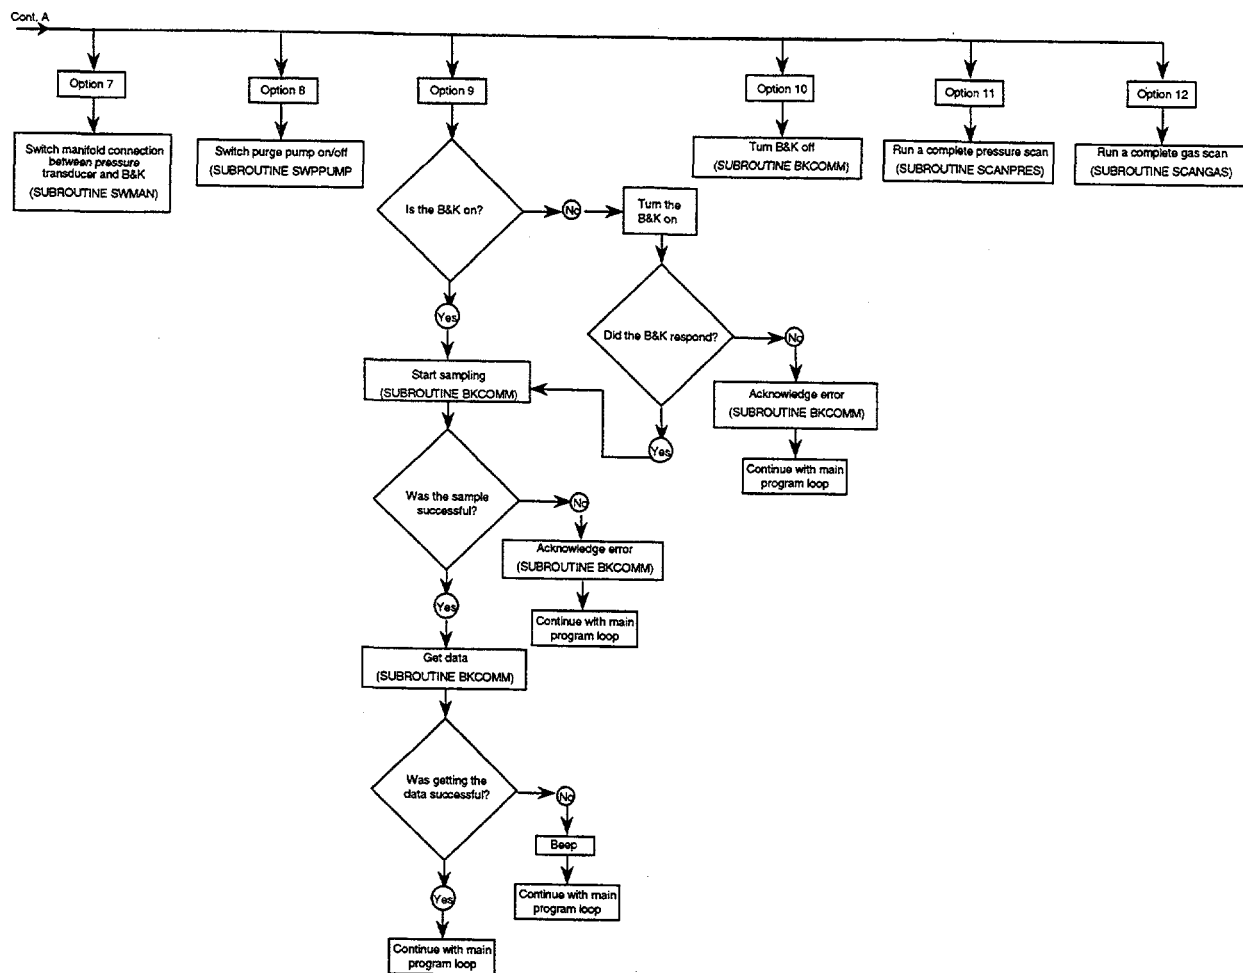 Cont. A
Option 7
Option 8
Option 9
Option 10
Option 11
Option 12
Switch manifold connection
between pressure
transducer and B&K
(SUBROUTINE SWMAN)
Switch purge pump on/off
(SUBROUTINE SWPPUMP
Turn B&K off
(SUBROUTINE BKCOMM)
Run a complete pressure scan
(SUBROUTINE SCANPRES)
Run a complete gas scan
(SUBROUTINE SCANGAS)
Is the B&K on?
No
Turn the
B&K on
Yes
Did the B&K respond?
No
Start sampling
(SUBROUTINE BKCOMM)
Acknowledge error
(SUBROUTINE BKCOMM)
Yes
Continue with main
program loop
Was the sample
successful?
No
Acknowledge error
(SUBROUTINE BKCOMM)
Yes
Continue with main
program loop
Get data
(SUBROUTINE BKCOMM)
Was getting the
data successful?
No
Beep
Yes
Continue with main
program loop
Continue with main
program loop